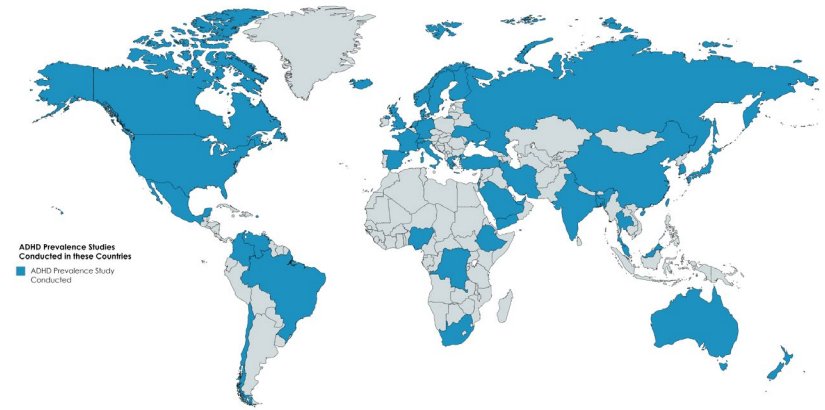 ADHD Prevalence Studies
Conducted in these Countries
ADHD Prevalence Study
Conducted